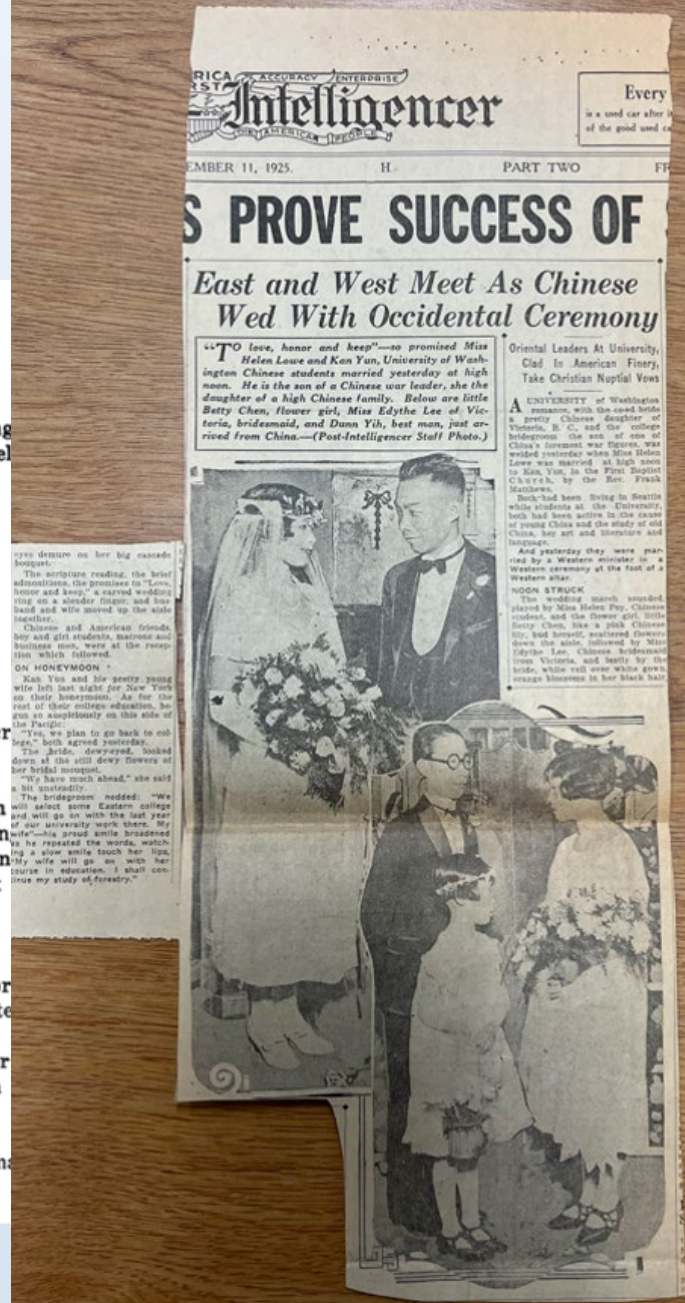 RICA
RST
ACCURACY ENTERPRISE
Intelligencer
AMERICAN PEOPLE
Every
is a used car after it
of the good used ca
EMBER 11, 1925. H PART TWO FR
S PROVE SUCCESS OF
East and West Meet As Chinese
Wed With Occidental Ceremony
"TO love, honor and keep"—so promised Miss
Helen Lowe and Kan Yun, University of Wash-
ington Chinese students married yesterday at high
noon. He is the son of a Chinese war leader, she the
daughter of a high Chinese family. Below are little
Betty Chen, flower girl, Miss Edythe Lee of Vic-
toria, bridesmaid, and Dunn Yih, best man, just ar-
rived from China.—(Post-Intelligencer Staff Photo.)
Oriental Leaders At University,
Clad In American Finery,
Take Christian Nuptial Vows
A UNIVERSITY of Washington
romance, with the co-ed bride
a pretty Chinese daughter of
Victoria, B. C., and the college
bridegroom the son of one of
China's foremost war figures, was
welded yesterday when Miss Helen
Lowe was married at high noon
to Kan Yun, in the First Baptist
Church, by the Rev. Frank
Matthews.
Both had been living in Seattle
while students at the University,
both had been active in the cause
of young China and the study of old
China, her art and literature and
language.
And yesterday they were mar-
ried by a Western minister in a
Western ceremony at the foot of a
Western altar.
NOON STRUCK
The wedding march sounded,
played by Miss Helen Poy, Chinese
student, and the flower girl, little
Betty Chen, like a pink Chinese
lily, bud herself, scattered flowers
down the aisle, followed by Miss
Edythe Lee, Chinese bridesmaid
from Victoria, and lastly by the
bride, white veil over white gown,
orange blossoms in her black hair,
eyes demure on her big cascade
bouquet.
The scripture reading, the brief
admonitions, the promises to "Love,
honor and keep," a carved wedding
ring on a slender finger, and hus
band and wife moved up the aisle
together.
Chinese and American friends,
boy and girl students, matrons and
business men, were at the recep-
tion which followed.
ON HONEYMOON
Kan Yun and his pretty young
wife left last night for New York
on their honeymoon. As for the
rest of their college education, be-
gun so auspiciously on this side of
the Pacific:
"Yes, we plan to go back to col-
lege," both agreed yesterday.
The bride, dewy-eyed, looked
down at the still dewy flowers of
her bridal mouquet.
"We have much ahead," she said
a bit unsteadily.
The bridegroom nodded: "We
will select some Eastern college
and will go on with the last year
of our university work there. My
wife"—his proud smile broadened
as he repeated the words, watch-
ing a slow smile touch her lips,
"My wife will go on with her
course in education. I shall con-
tinue my study of forestry."